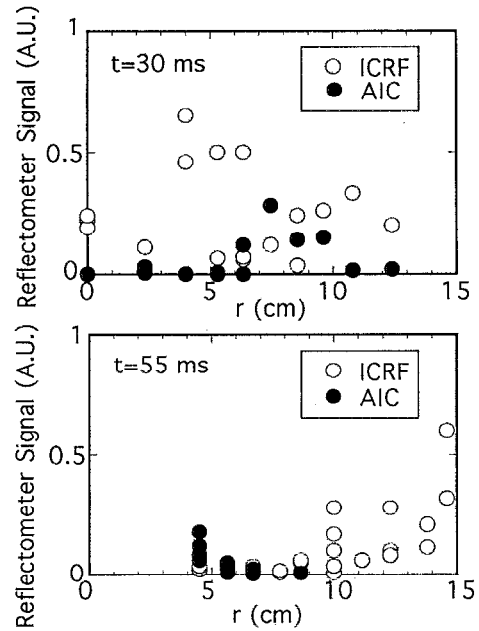 Reflectometer Signal (A.U.)
1
0.5
0
t=30 ms
ICRF
AIC
0 5 10 15
r (cm)
Reflectometer Signal (A.U.)
1
0.5
0
t=55 ms
ICRF
AIC
0 5 10 15
r (cm)